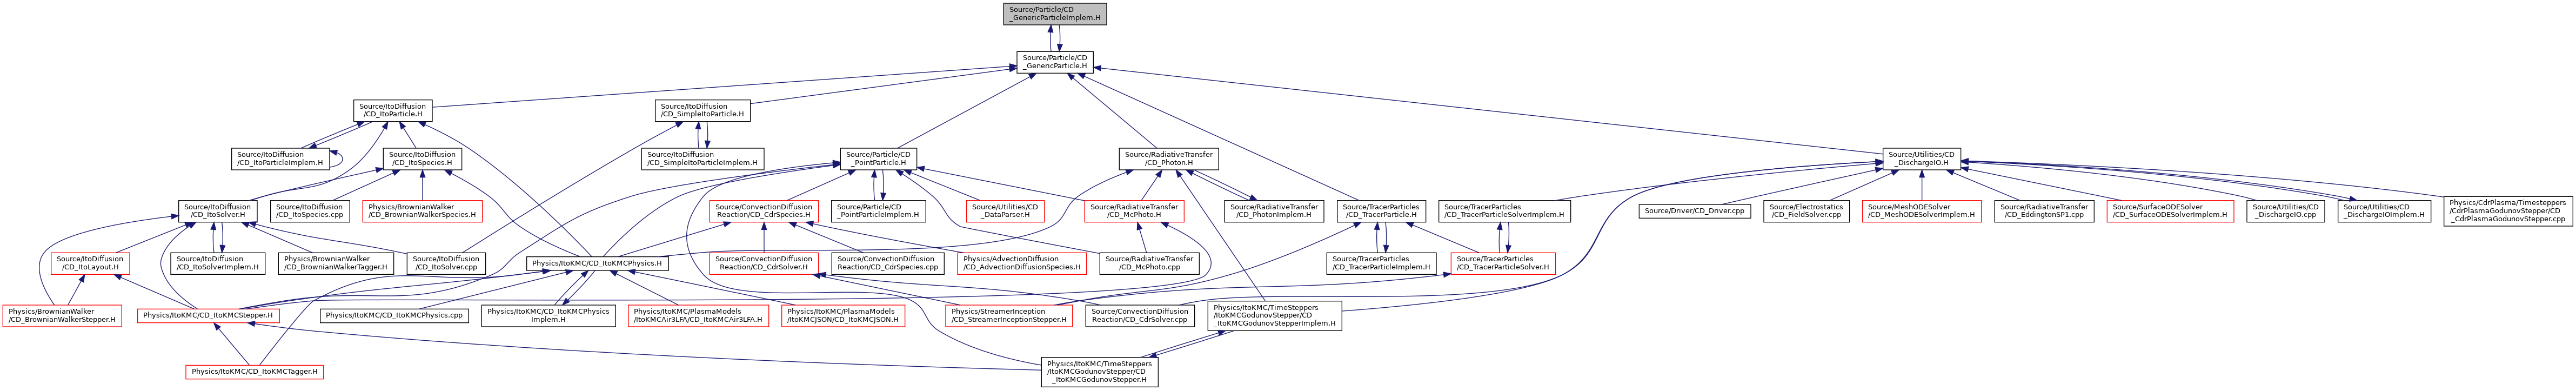 Source/Particle/CD
_GenericParticleImplem.H
Source/Particle/CD
_GenericParticle.H
Source/ItoDiffusion
/CD_ItoParticle.H
Source/ItoDiffusion
/CD_SimpleItoParticle.H
Source/ItoDiffusion
/CD_ItoParticleImplem.H
Source/ItoDiffusion
/CD_ItoSpecies.H
Source/ItoDiffusion
/CD_SimpleItoParticleImplem.H
Source/Particle/CD
_PointParticle.H
Source/RadiativeTransfer
/CD_Photon.H
Source/Utilities/CD
_DischargeIO.H
Source/ItoDiffusion
/CD_ItoSolver.H
Source/ItoDiffusion
/CD_ItoSpecies.cpp
Physics/BrownianWalker
/CD_BrownianWalkerSpecies.H
Source/ConvectionDiffusion
Reaction/CD_CdrSpecies.H
Source/Particle/CD
_PointParticleImplem.H
Source/Utilities/CD
_DataParser.H
Source/RadiativeTransfer
/CD_McPhoto.H
Source/RadiativeTransfer
/CD_PhotonImplem.H
Source/TracerParticles
/CD_TracerParticle.H
Source/TracerParticles
/CD_TracerParticleSolverImplem.H
Source/Driver/CD_Driver.cpp
Source/Electrostatics
/CD_FieldSolver.cpp
Source/MeshODESolver
/CD_MeshODESolverImplem.H
Source/RadiativeTransfer
/CD_EddingtonSP1.cpp
Source/SurfaceODESolver
/CD_SurfaceODESolverImplem.H
Source/Utilities/CD
_DischargeIO.cpp
Source/Utilities/CD
_DischargeIOImplem.H
Physics/CdrPlasma/Timesteppers
/CdrPlasmaGodunovStepper/CD
_CdrPlasmaGodunovStepper.cpp
Source/ItoDiffusion
/CD_ItoLayout.H
Source/ItoDiffusion
/CD_ItoSolverImplem.H
Physics/BrownianWalker
/CD_BrownianWalkerTagger.H
Source/ItoDiffusion
/CD_ItoSolver.cpp
Physics/ItoKMC/CD_ItoKMCPhysics.H
Source/ConvectionDiffusion
Reaction/CD_CdrSolver.H
Source/ConvectionDiffusion
Reaction/CD_CdrSpecies.cpp
Physics/AdvectionDiffusion
/CD_AdvectionDiffusionSpecies.H
Source/RadiativeTransfer
/CD_McPhoto.cpp
Source/TracerParticles
/CD_TracerParticleImplem.H
Source/TracerParticles
/CD_TracerParticleSolver.H
Physics/BrownianWalker
/CD_BrownianWalkerStepper.H
Physics/ItoKMC/CD_ItoKMCStepper.H
Physics/ItoKMC/CD_ItoKMCPhysics.cpp
Physics/ItoKMC/CD_ItoKMCPhysics
Implem.H
Physics/ItoKMC/PlasmaModels
/ItoKMCAir3LFA/CD_ItoKMCAir3LFA.H
Physics/ItoKMC/PlasmaModels
/ItoKMCJSON/CD_ItoKMCJSON.H
Physics/StreamerInception
/CD_StreamerInceptionStepper.H
Source/ConvectionDiffusion
Reaction/CD_CdrSolver.cpp
Physics/ItoKMC/TimeSteppers
/ItoKMCGodunovStepper/CD
_ItoKMCGodunovStepperImplem.H
Physics/ItoKMC/CD_ItoKMCTagger.H
Physics/ItoKMC/TimeSteppers
/ItoKMCGodunovStepper/CD
_ItoKMCGodunovStepper.H